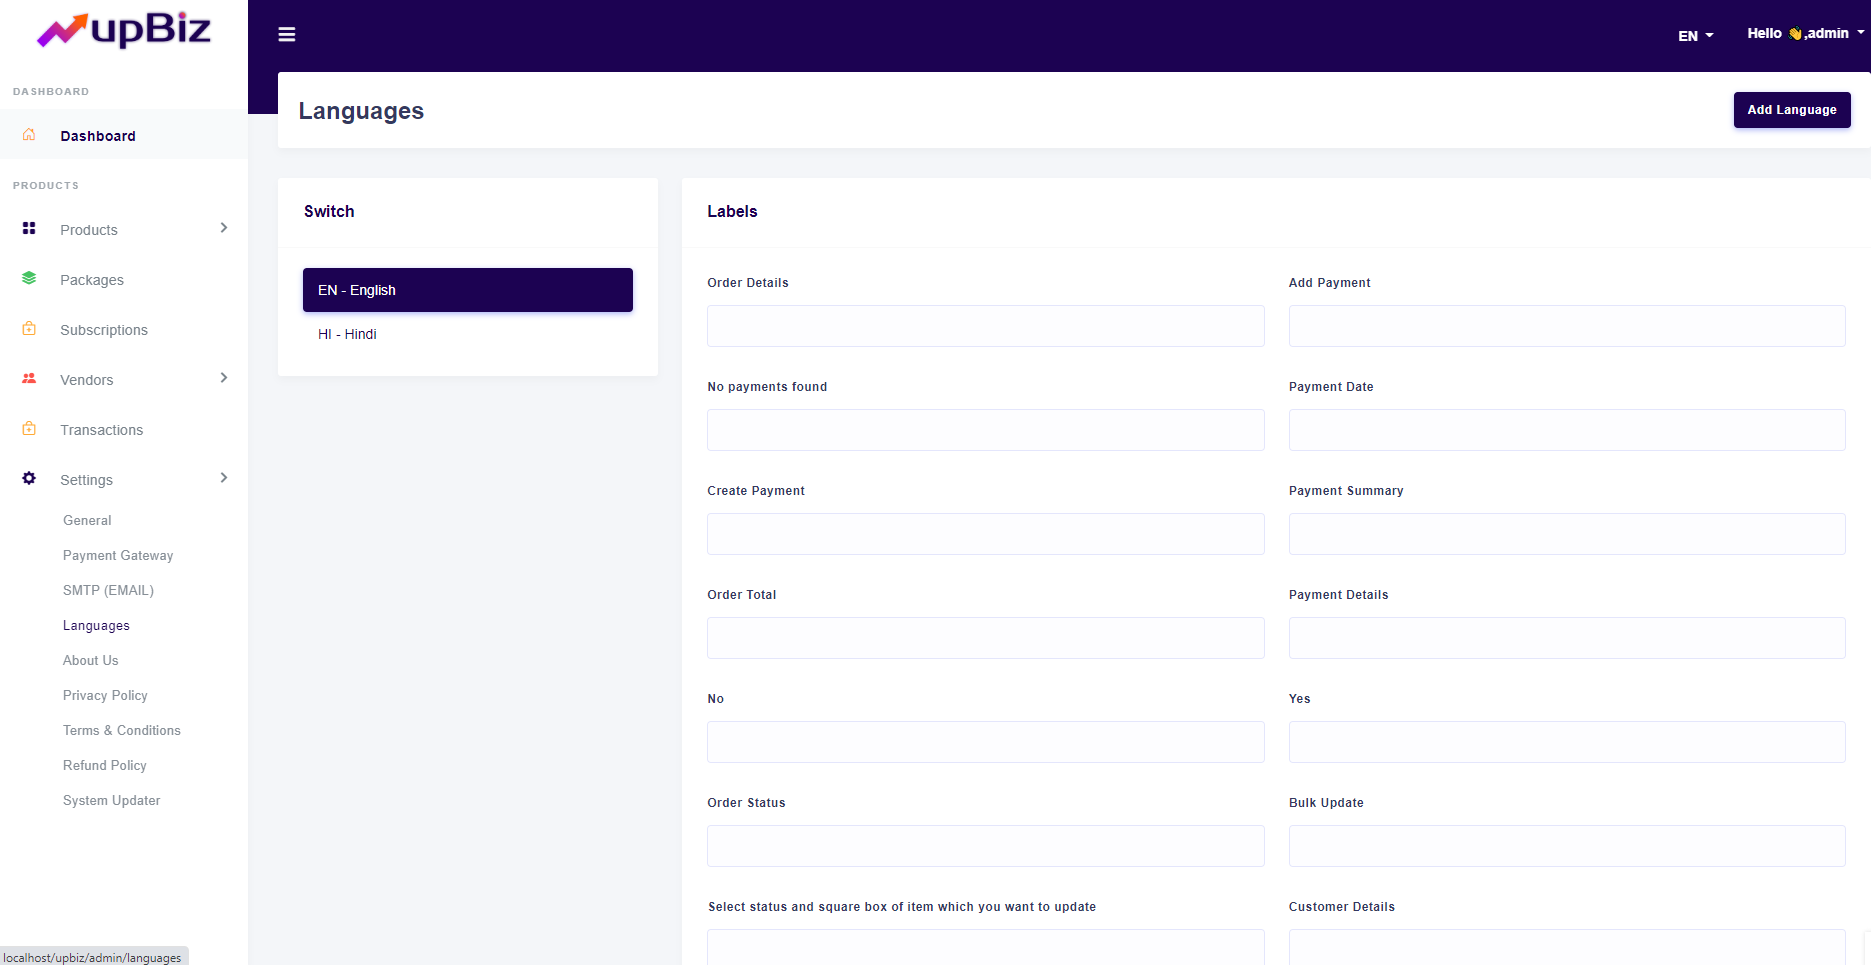 upBiz
EN
Hello 👋,admin
DASHBOARD
Dashboard
PRODUCTS
Products
Packages
Subscriptions
Vendors
Transactions
Settings
General
Payment Gateway
SMTP (EMAIL)
Languages
About Us
Privacy Policy
Terms & Conditions
Refund Policy
System Updater
localhost/upbiz/admin/languages
Languages
Add Language
Switch
EN - English
HI - Hindi
Labels
Order Details
Add Payment
No payments found
Payment Date
Create Payment
Payment Summary
Order Total
Payment Details
No
Yes
Order Status
Bulk Update
Select status and square box of item which you want to update
Customer Details